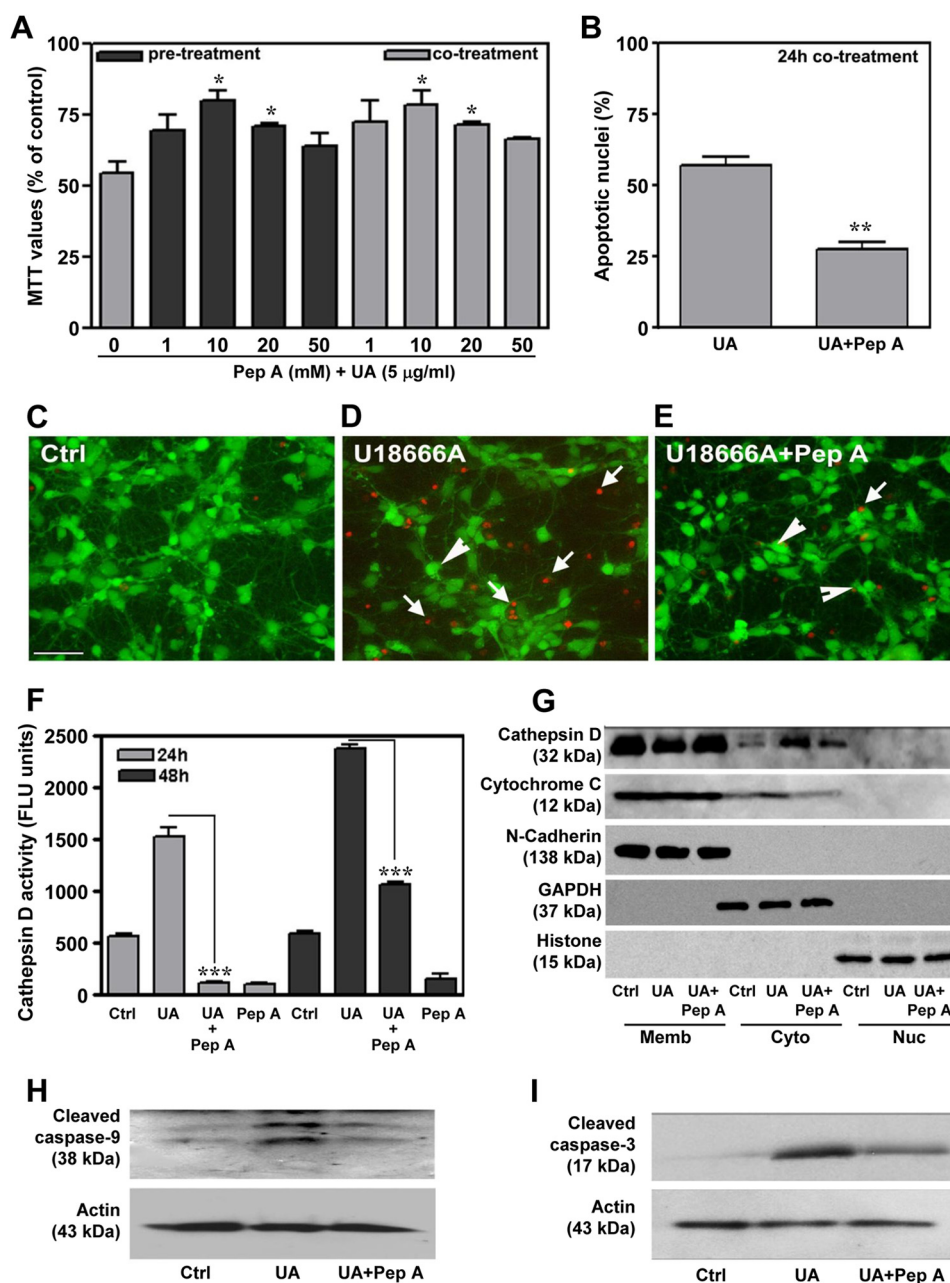 A
B
100
75
50
25
0
MTT values (% of control)
pre-treatment
co-treatment
*
*
*
*
0 1 10 20 50 1 10 20 50
Pep A (mM) + UA (5 μg/ml)
100
75
50
25
0
Apoptotic nuclei (%)
24h co-treatment
**
UA UA+Pep A
C
D
E
Ctrl
U18666A
U18666A+Pep A
F
2500
2000
1500
1000
500
0
Cathepsin D activity (FLU units)
24h
48h
***
***
Ctrl UA UA Pep A Ctrl UA UA Pep A
+ +
Pep A Pep A
G
Cathepsin D
(32 kDa)
Cytochrome C
(12 kDa)
N-Cadherin
(138 kDa)
GAPDH
(37 kDa)
Histone
(15 kDa)
Ctrl UA UA+ Ctrl UA UA+ Ctrl UA UA+
Pep A Pep A Pep A
Memb Cyto Nuc
H
Cleaved
caspase-9
(38 kDa)
Actin
(43 kDa)
Ctrl UA UA+Pep A
I
Cleaved
caspase-3
(17 kDa)
Actin
(43 kDa)
Ctrl UA UA+Pep A